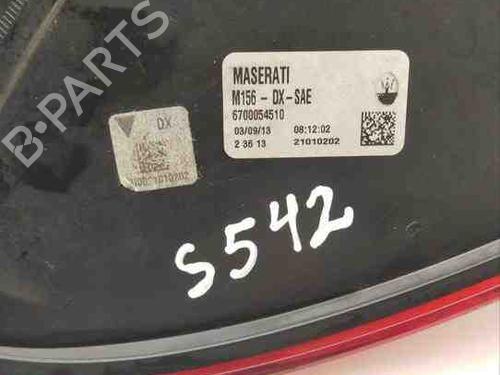 B-PARTS
MASERATI
M156 - DX-SAE
6700054510
03/09/13 08:12:02
2 36 13 21010202
DX
S542